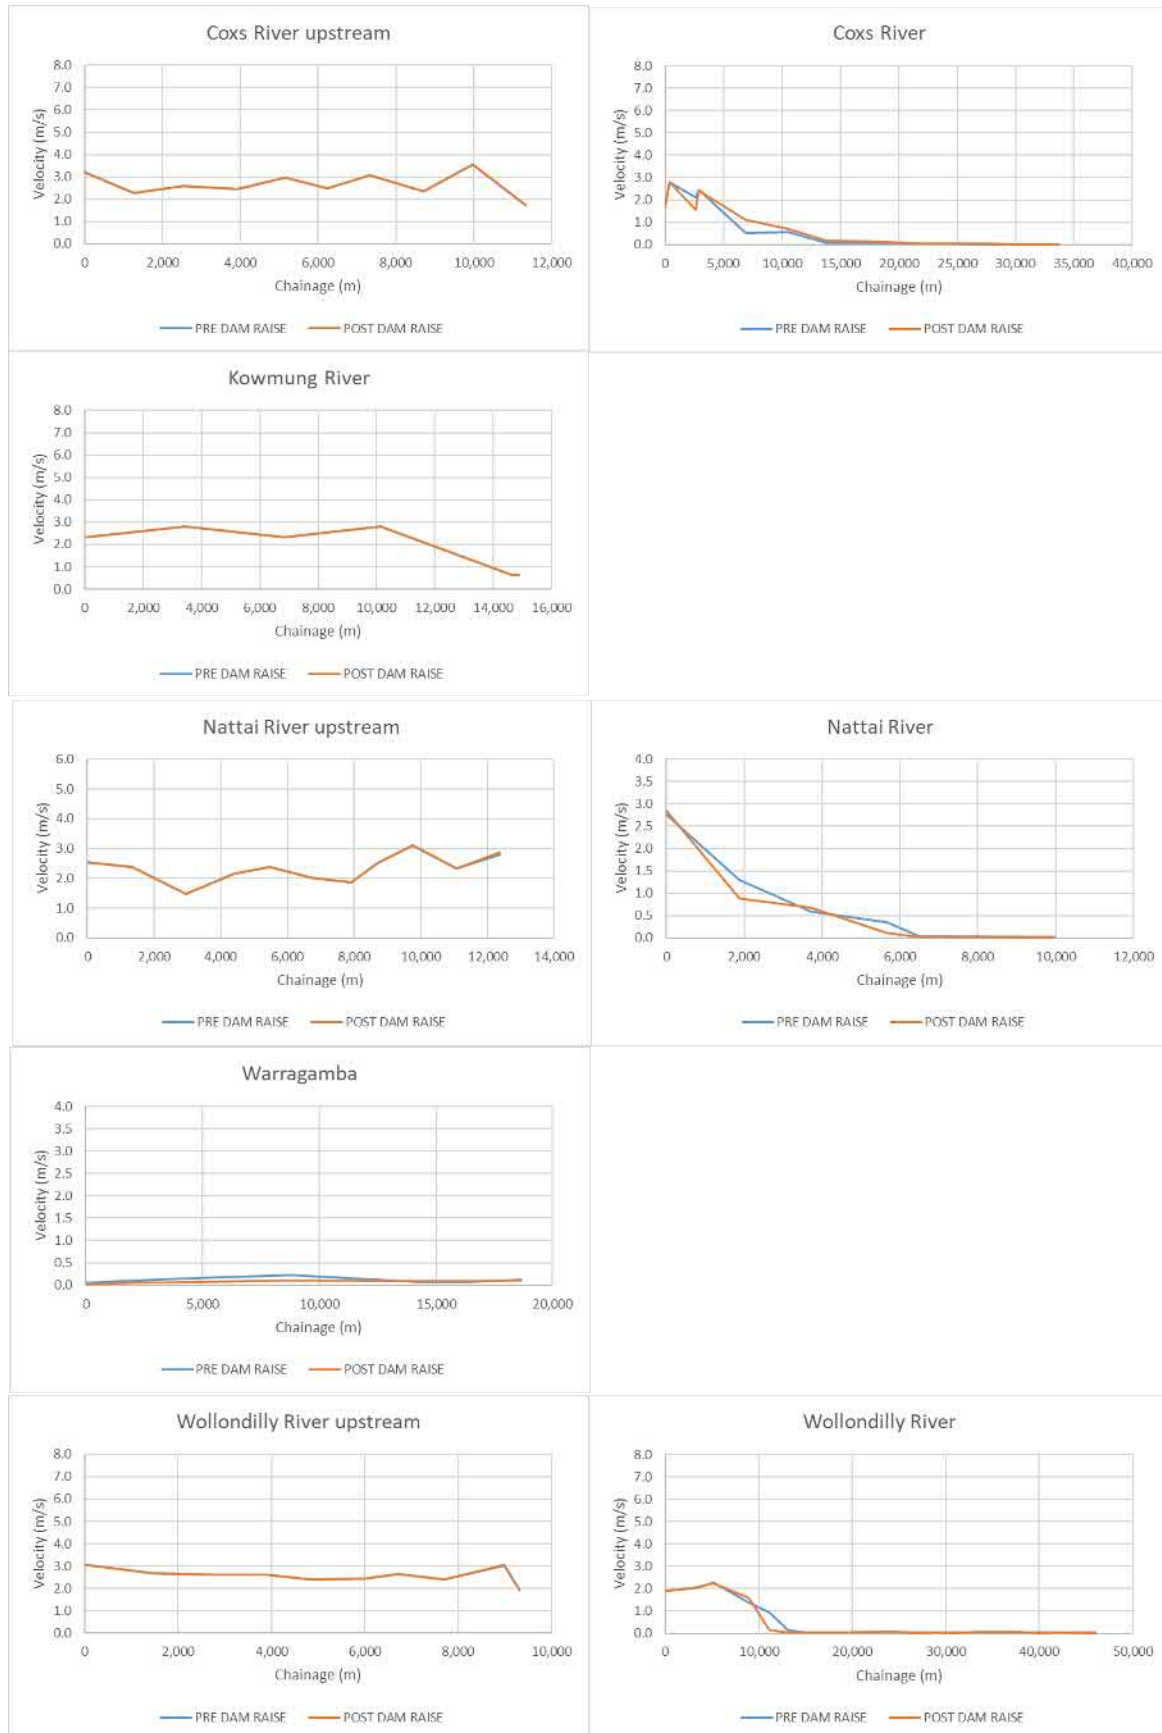 Coxs River upstream
8.0
7.0
6.0
5.0
4.0
3.0
2.0
1.0
0.0
Velocity (m/s)
0 2,000 4,000 6,000 8,000 10,000 12,000
Chainage (m)
PRE DAM RAISE POST DAM RAISE
Coxs River
8.0
7.0
6.0
5.0
4.0
3.0
2.0
1.0
0.0
Velocity (m/s)
0 5,000 10,000 15,000 20,000 25,000 30,000 35,000 40,000
Chainage (m)
PRE DAM RAISE POST DAM RAISE
Kowmung River
8.0
7.0
6.0
5.0
4.0
3.0
2.0
1.0
0.0
Velocity (m/s)
0 2,000 4,000 6,000 8,000 10,000 12,000 14,000 16,000
Chainage (m)
PRE DAM RAISE POST DAM RAISE
Nattai River upstream
6.0
5.0
4.0
3.0
2.0
1.0
0.0
Velocity (m/s)
0 2,000 4,000 6,000 8,000 10,000 12,000 14,000
Chainage (m)
PRE DAM RAISE POST DAM RAISE
Nattai River
4.0
3.5
3.0
2.5
2.0
1.5
1.0
0.5
0.0
Velocity (m/s)
0 2,000 4,000 6,000 8,000 10,000 12,000
Chainage (m)
PRE DAM RAISE POST DAM RAISE
Warragamba
4.0
3.5
3.0
2.5
2.0
1.5
1.0
0.5
0.0
Velocity (m/s)
0 5,000 10,000 15,000 20,000
Chainage (m)
PRE DAM RAISE POST DAM RAISE
Wollondilly River upstream
8.0
7.0
6.0
5.0
4.0
3.0
2.0
1.0
0.0
Velocity (m/s)
0 2,000 4,000 6,000 8,000 10,000
Chainage (m)
PRE DAM RAISE POST DAM RAISE
Wollondilly River
8.0
7.0
6.0
5.0
4.0
3.0
2.0
1.0
0.0
Velocity (m/s)
0 10,000 20,000 30,000 40,000 50,000
Chainage (m)
PRE DAM RAISE POST DAM RAISE